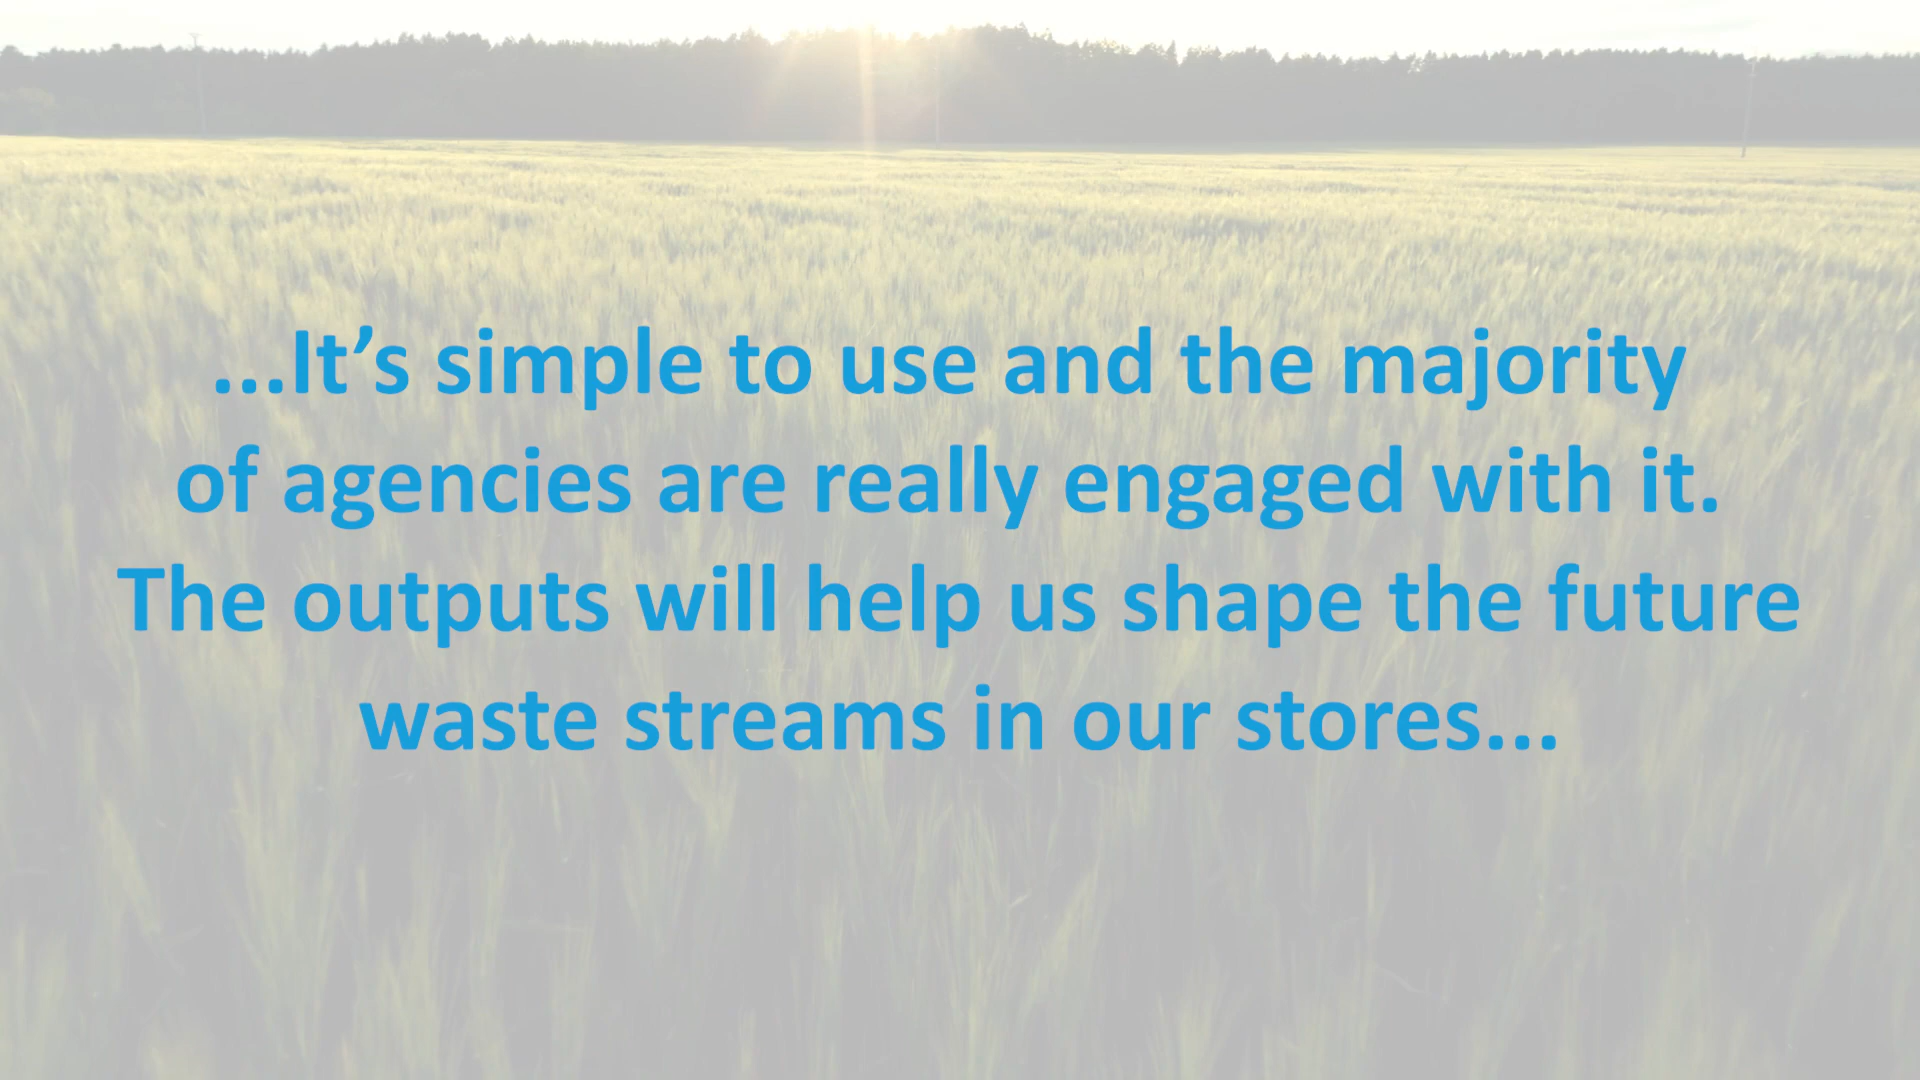 ...It’s simple to use and the majority
of agencies are really engaged with it.
The outputs will help us shape the future
waste streams in our stores...